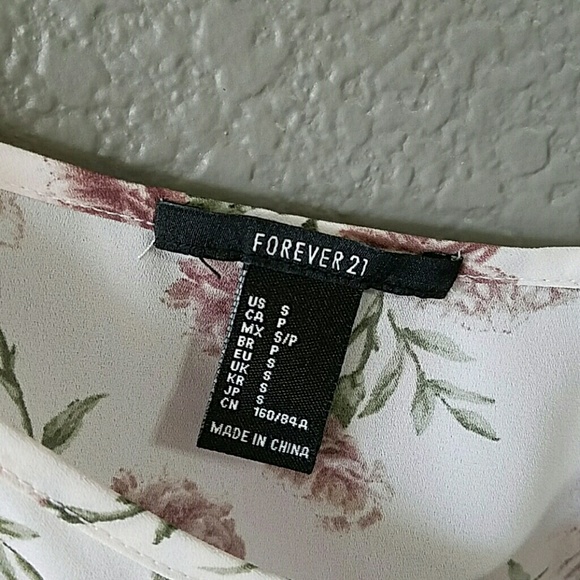 FOREVER 21
US S
CA P
MX S/P
BR P
EU S
UK S
KR S
JP S
CN 160/84A
MADE IN CHINA